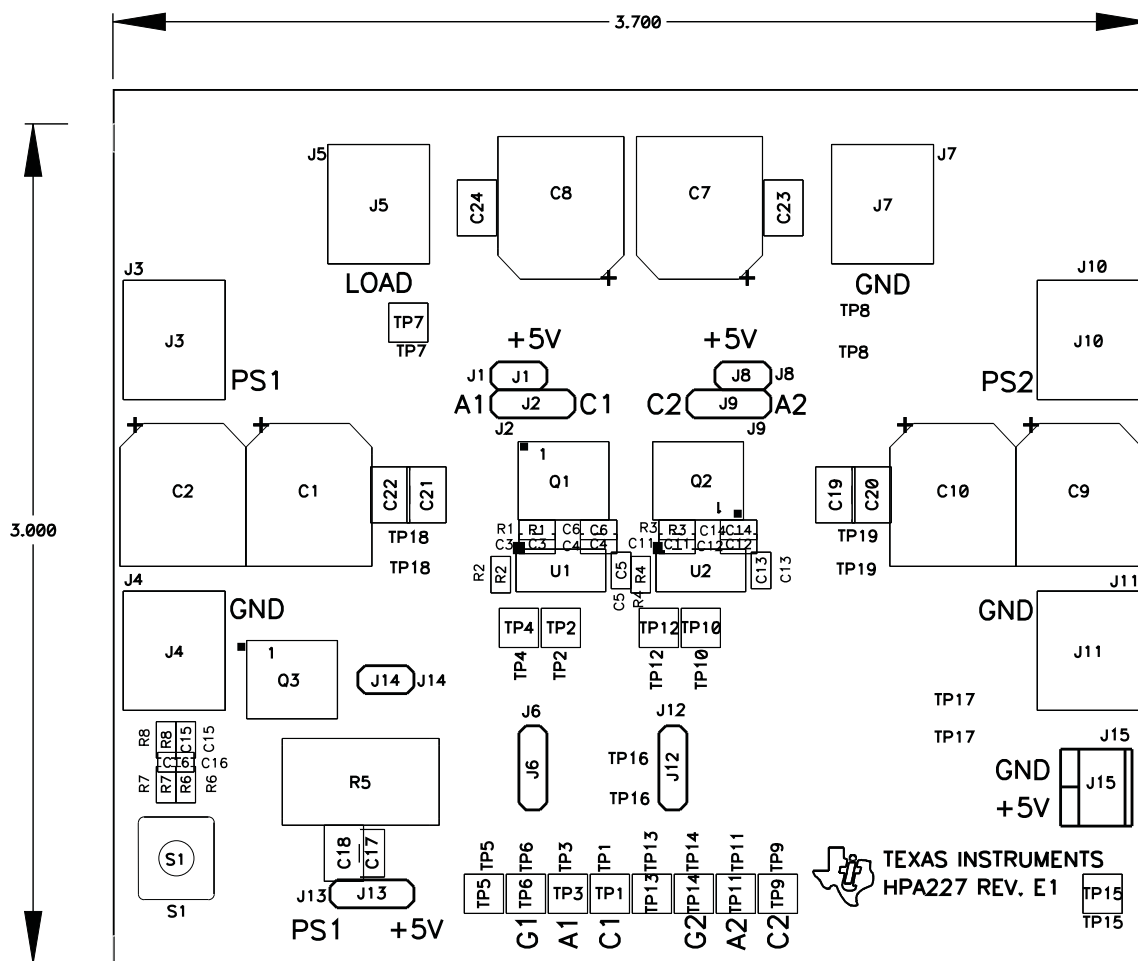 3.700
J5
J7
J5
C24
C8
C7
C23
J7
LOAD
GND
J3
J10
TP7
TP7
TP8
TP8
J3
J10
+5V
+5V
PS1
PS2
J1
J1
J8
J8
A1
J2
C1
C2
J9
A2
J2
J9
C2
C1
C22
C21
1
Q1
Q2
1
C19
C20
C10
C9
3.000
TP18
TP18
TP19
TP19
R1
R1
C6
C6
R3
R3
C14
C14
C3
C3
C4
C4
C11
C11
C12
C12
R2
R2
U1
C5
C5
R4
R4
U2
C13
C13
J4
J11
GND
GND
J4
J11
TP4
TP2
TP12
TP10
TP4
TP2
TP12
TP10
1
Q3
J14
J14
TP17
TP17
R8
R8
C15
C15
C16
C16
R7
R7
R6
R6
J6
J6
J12
J12
TP16
TP16
J15
GND
+5V
J15
R5
S1
S1
C18
C17
J13
J13
PS1
+5V
TP5
TP6
TP3
TP1
TP13
TP14
TP11
TP9
TP5
TP6
TP3
TP1
TP13
TP14
TP11
TP9
G1
A1
C1
G2
A2
C2
TEXAS INSTRUMENTS
HPA227 REV. E1
TP15
TP15